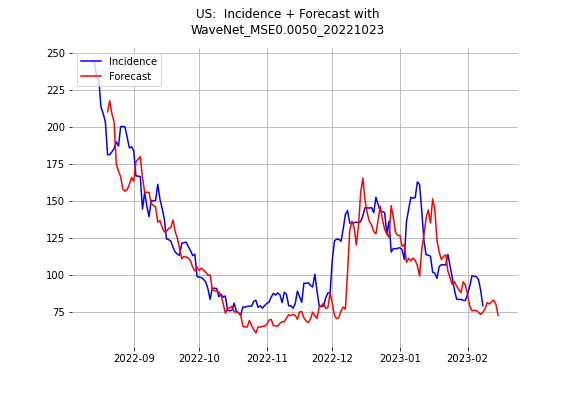 US:  Incidence + Forecast with
WaveNet_MSE0.0050_20221023
250
225
200
175
150
125
100
75
Incidence
Forecast
2022-09 2022-10 2022-11 2022-12 2023-01 2023-02